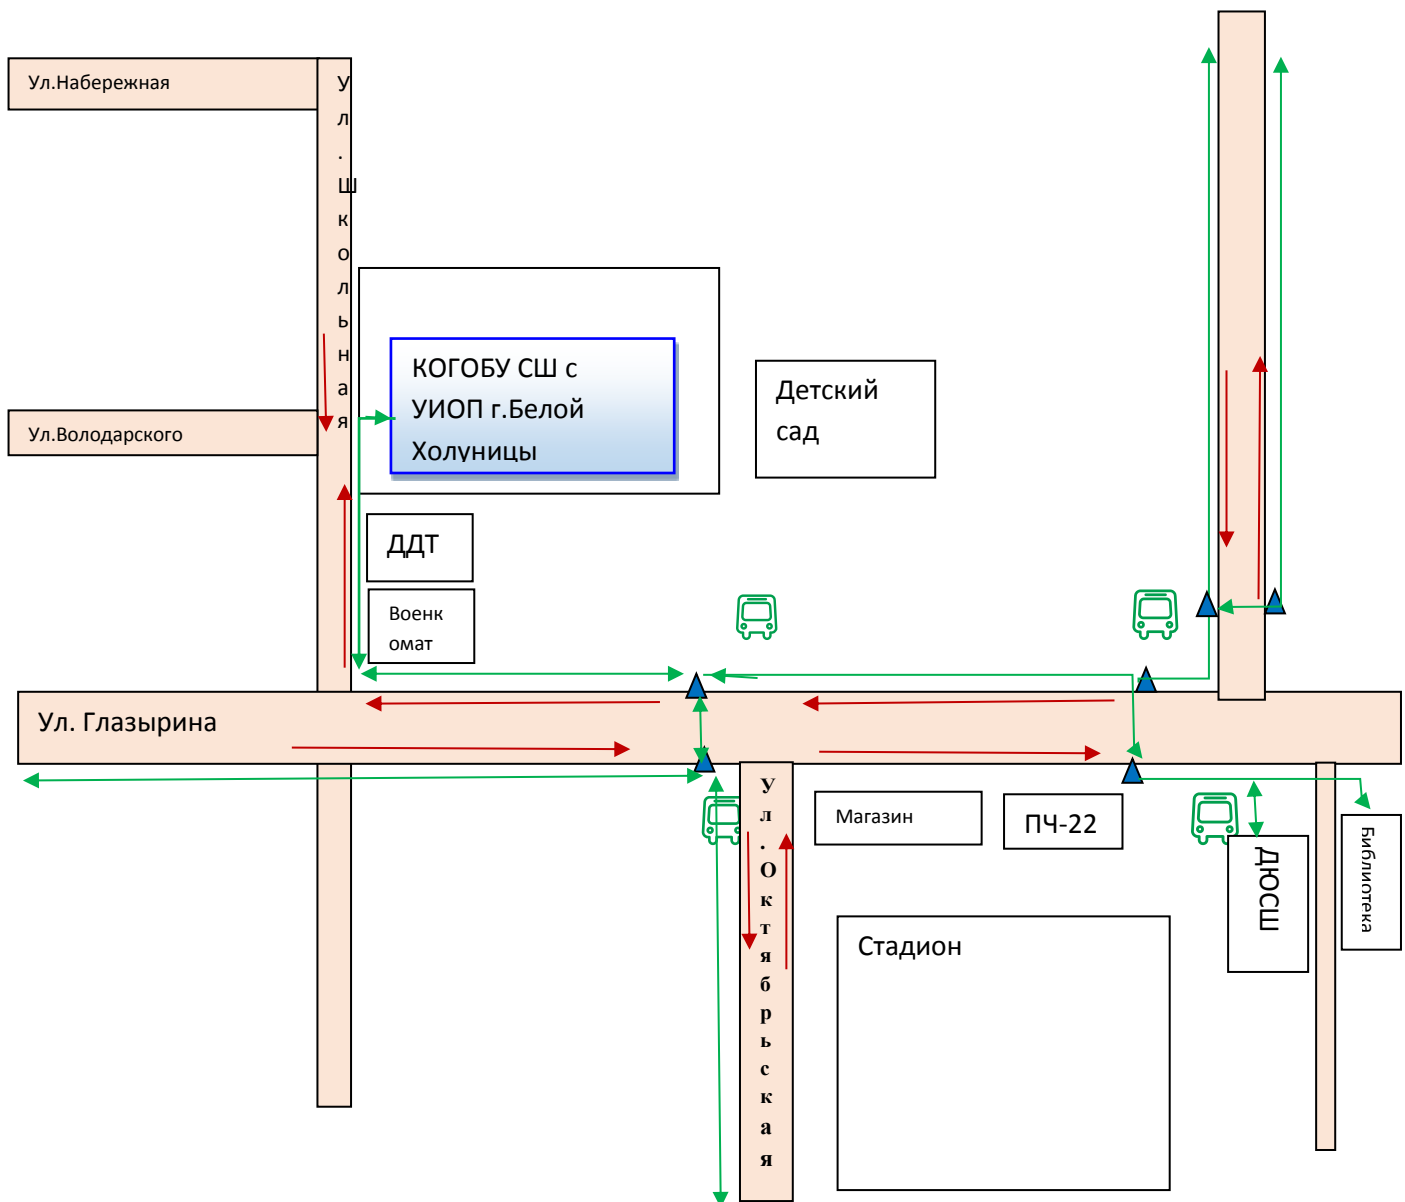 Ул.Набережная
Ул.Школьная
КОГОБУ СШ с
УИОП г.Белой
Холуницы
Детский
сад
Ул.Володарского
ДДТ
Военк
омат
Ул. Глазырина
Ул.Октябрьская
Магазин
ПЧ-22
ДЮСШ
Библиотека
Стадион